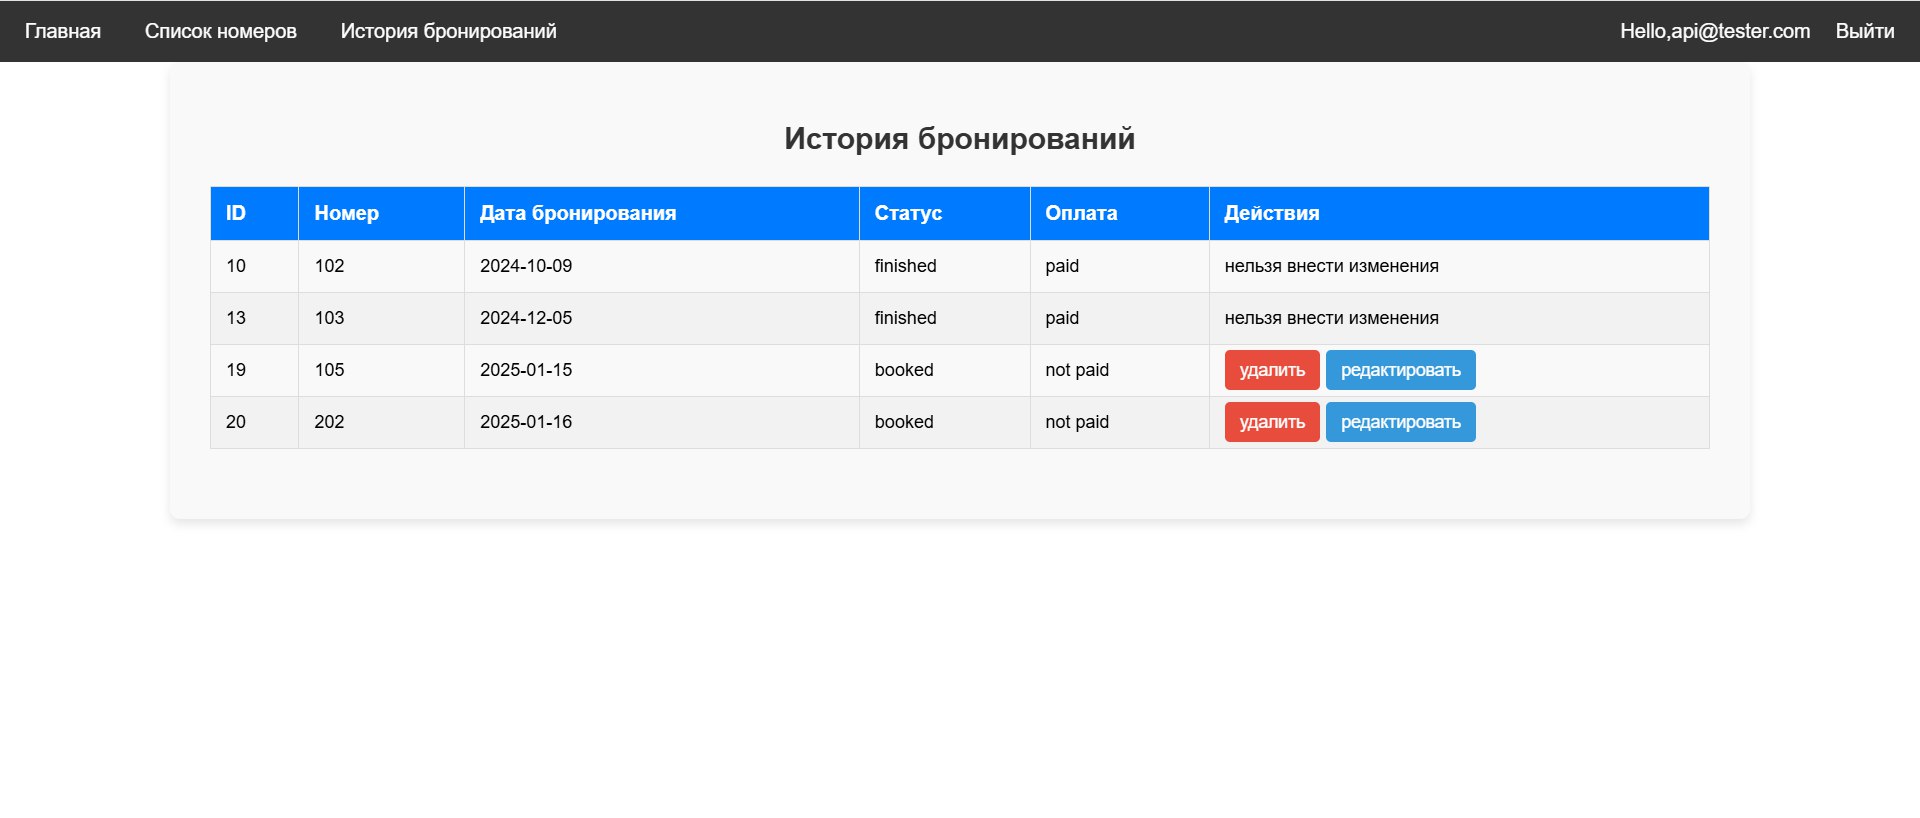 Главная Список номеров История бронирований Hello,api@tester.com Выйти
История бронирований
ID Номер Дата бронирования Статус Оплата Действия
10 102 2024-10-09 finished paid нельзя внести изменения
13 103 2024-12-05 finished paid нельзя внести изменения
19 105 2025-01-15 booked not paid удалить редактировать
20 202 2025-01-16 booked not paid удалить редактировать